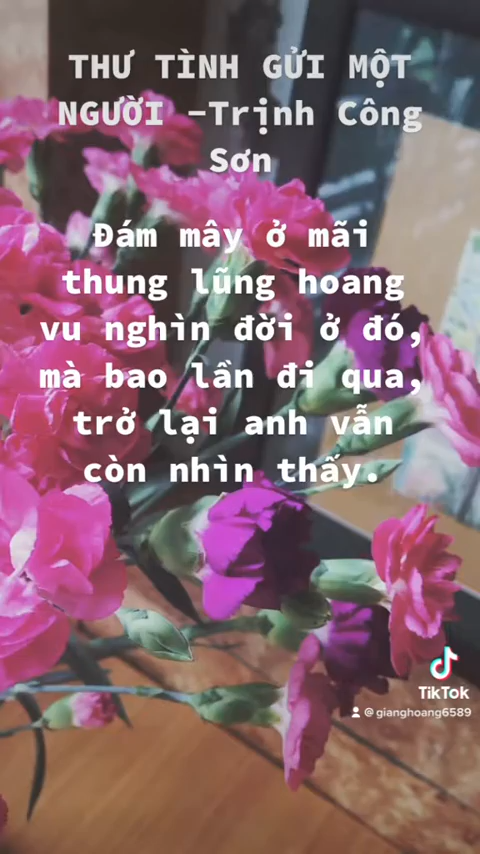 THƯ TÌNH GỬI MỘT
NGƯỜI -Trịnh Công
Sơn
Đám mây ở mãi
thung lũng hoang
vu nghìn đời ở đó,
mà bao lần đi qua,
trở lại anh vẫn
còn nhìn thấy.
TikTok
@gianghoang6589